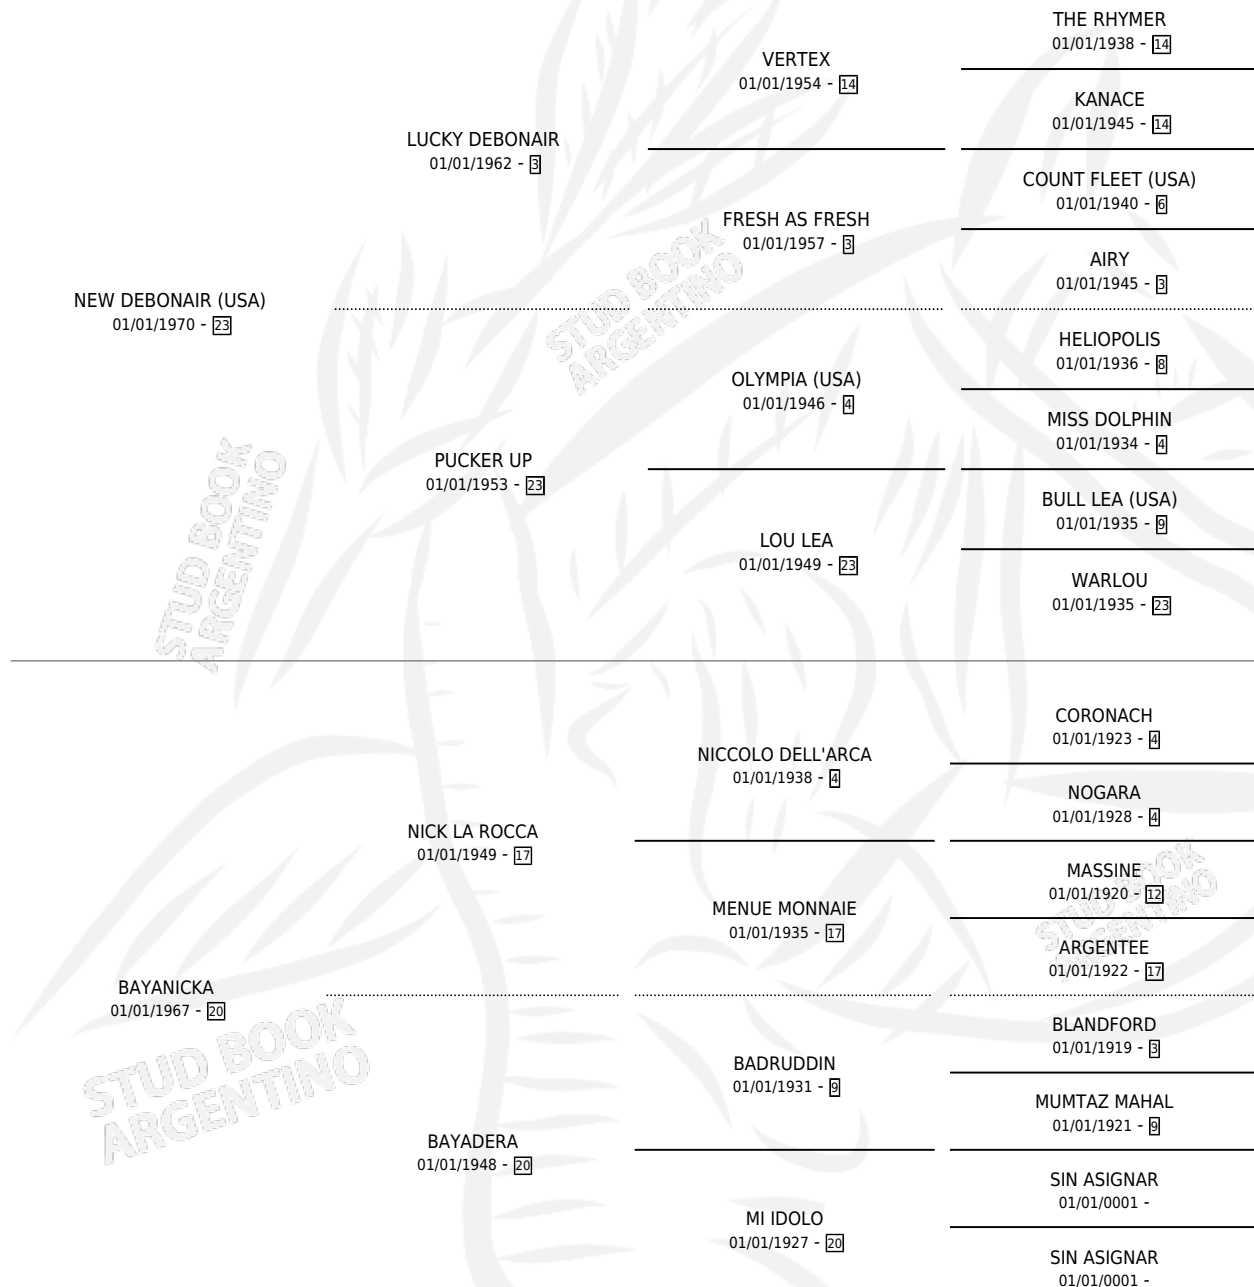 THE RHYMER
01/01/1938 - 14
VERTEX
01/01/1954 - 14
KANACE
01/01/1945 - 14
LUCKY DEBONAIR
01/01/1962 - 3
COUNT FLEET (USA)
01/01/1940 - 6
FRESH AS FRESH
01/01/1957 - 3
AIRY
01/01/1945 - 3
NEW DEBONAIR (USA)
01/01/1970 - 23
HELIOPOLIS
01/01/1936 - 8
OLYMPIA (USA)
01/01/1946 - 4
MISS DOLPHIN
01/01/1934 - 4
PUCKER UP
01/01/1953 - 23
BULL LEA (USA)
01/01/1935 - 9
LOU LEA
01/01/1949 - 23
WARLOU
01/01/1935 - 23
CORONACH
01/01/1923 - 4
NICCOLO DELL'ARCA
01/01/1938 - 4
NOGARA
01/01/1928 - 4
NICK LA ROCCA
01/01/1949 - 17
MASSINE
01/01/1920 - 12
MENUE MONNAIE
01/01/1935 - 17
ARGENTEE
01/01/1922 - 17
BAYANICKA
01/01/1967 - 20
BLANDFORD
01/01/1919 - 3
BADRUDDIN
01/01/1931 - 9
MUMTAZ MAHAL
01/01/1921 - 9
BAYADERA
01/01/1948 - 20
SIN ASIGNAR
01/01/0001 -
MI IDOLO
01/01/1927 - 20
SIN ASIGNAR
01/01/0001 -
STUD BOOK
ARGENTINO
STUD BOOK
ARGENTINO
STUD BOOK
ARGENTINO
STUD BOOK
ARGENTINO